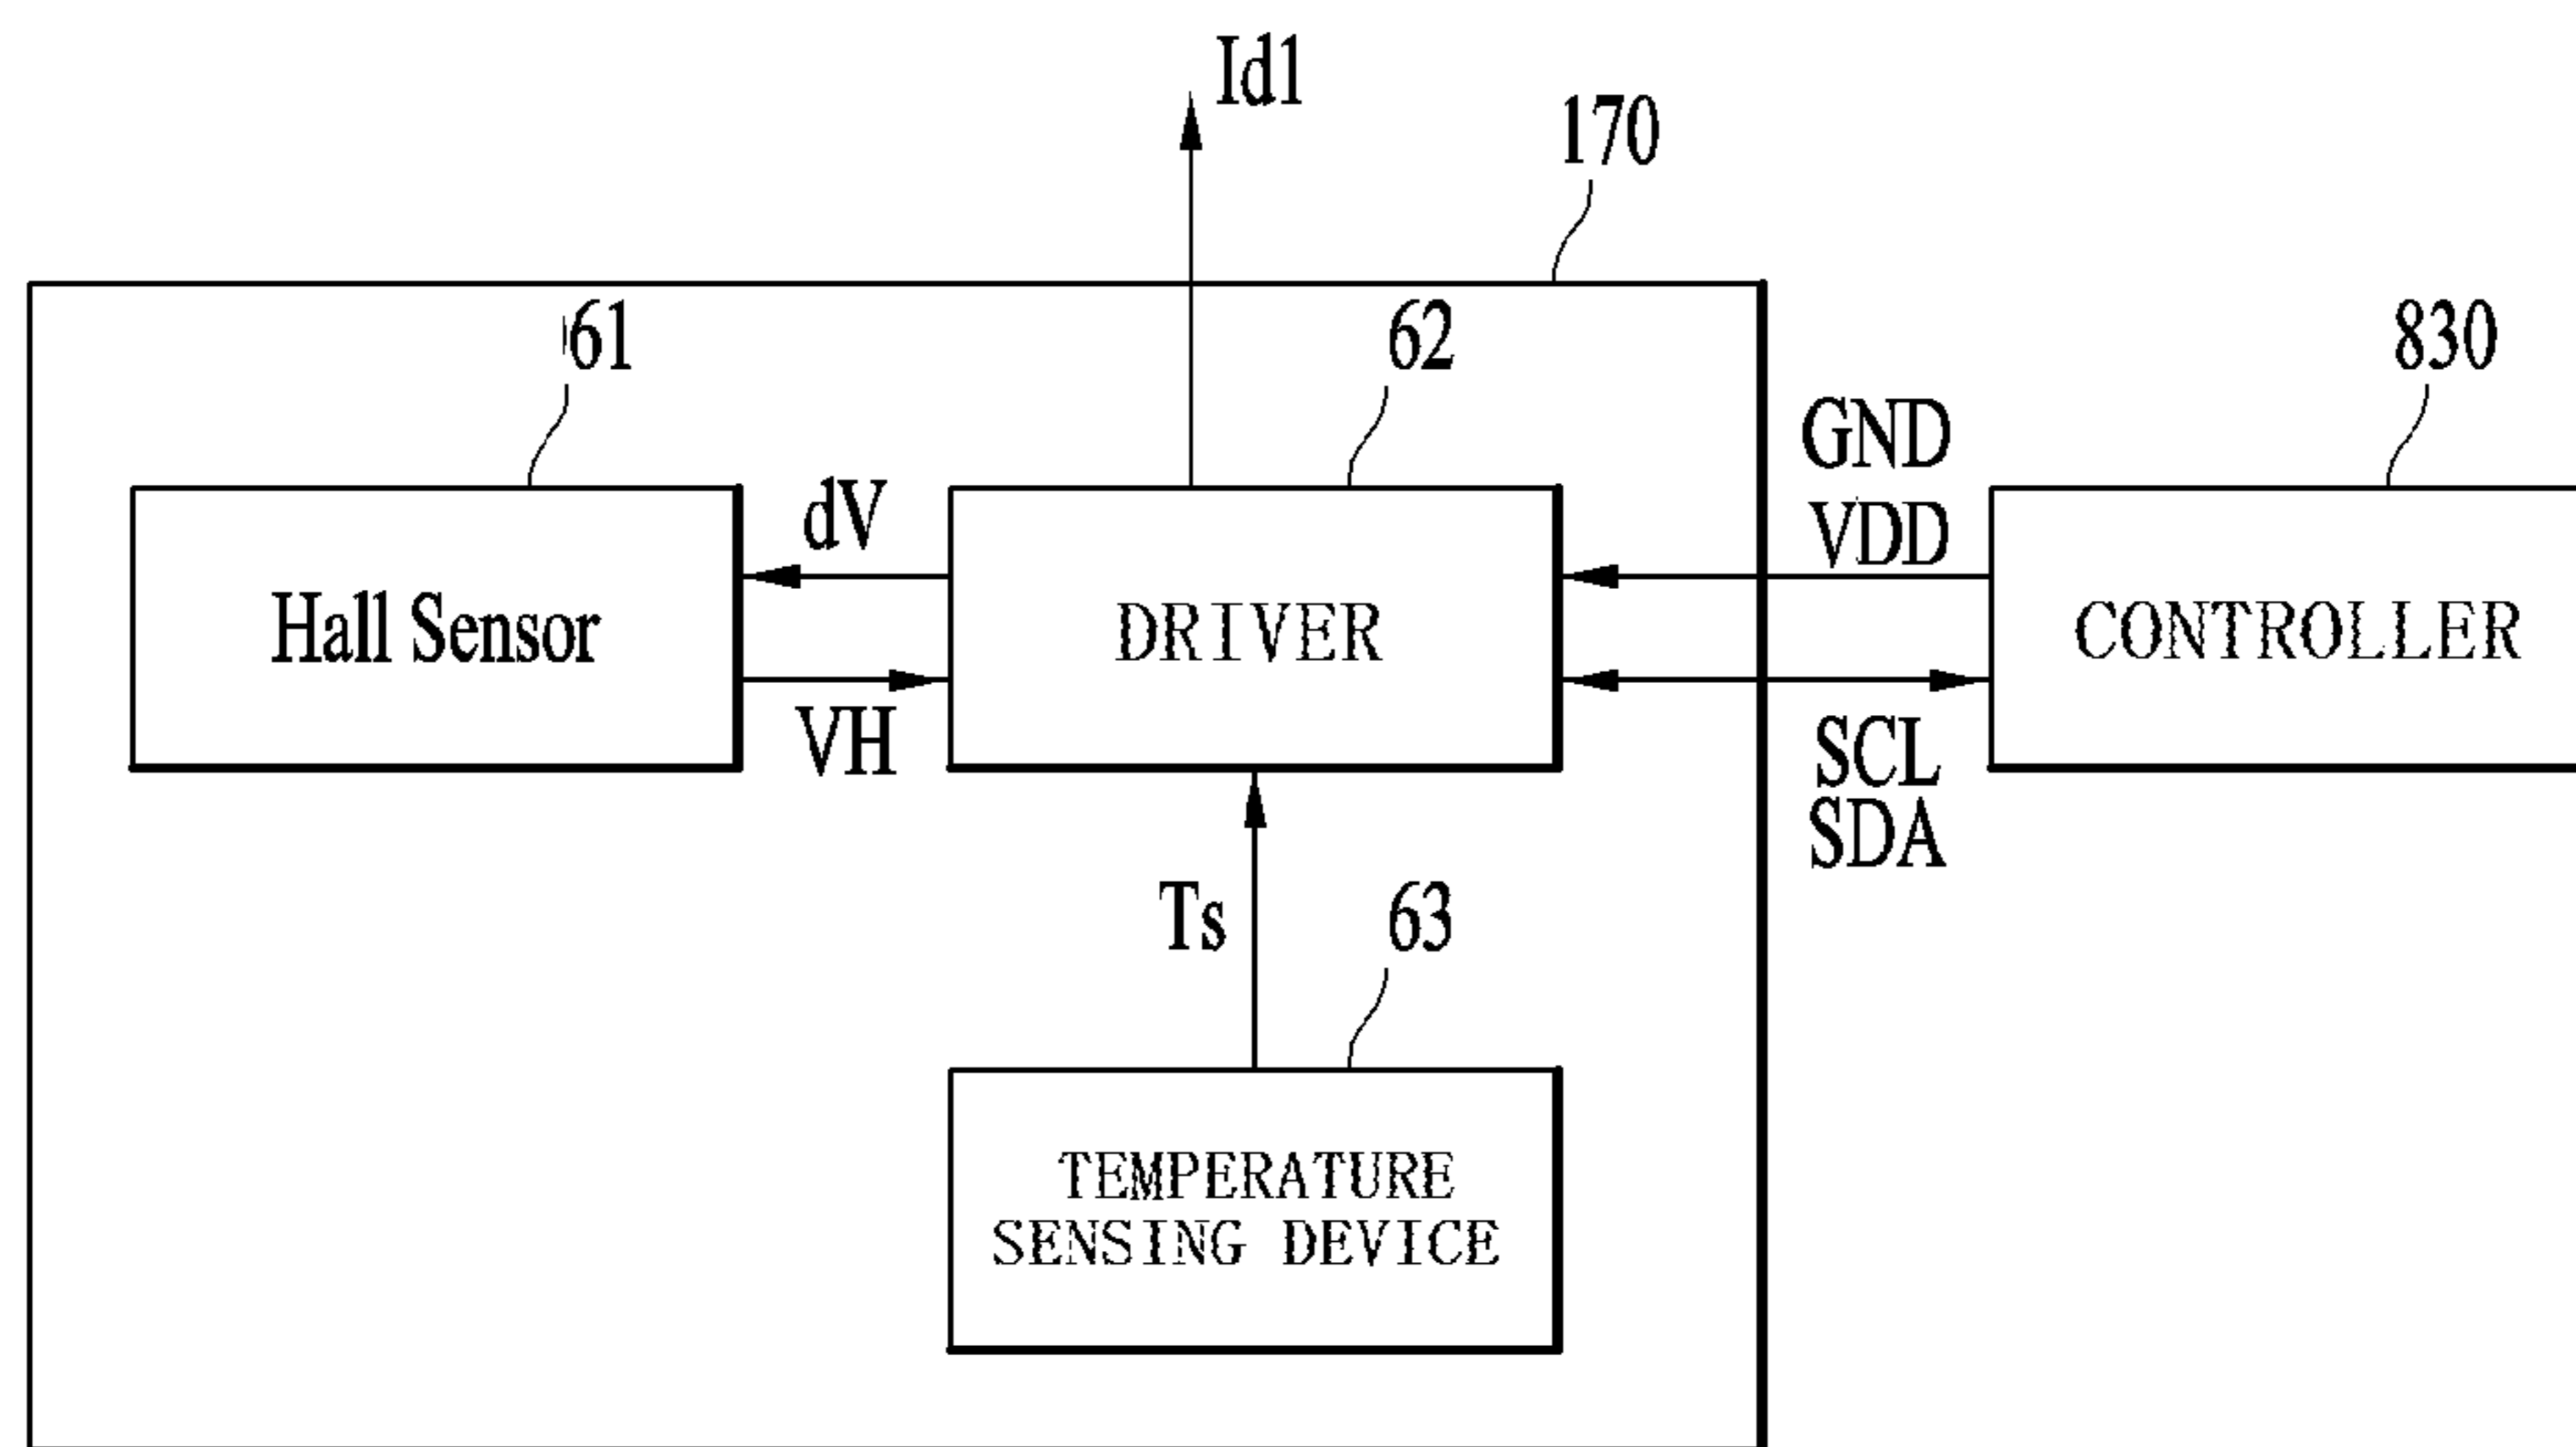 Id1
170
61
62
830
GND
VDD
dV
Hall Sensor
DRIVER
CONTROLLER
VH
SCL
SDA
Ts
63
TEMPERATURE
SENSING DEVICE